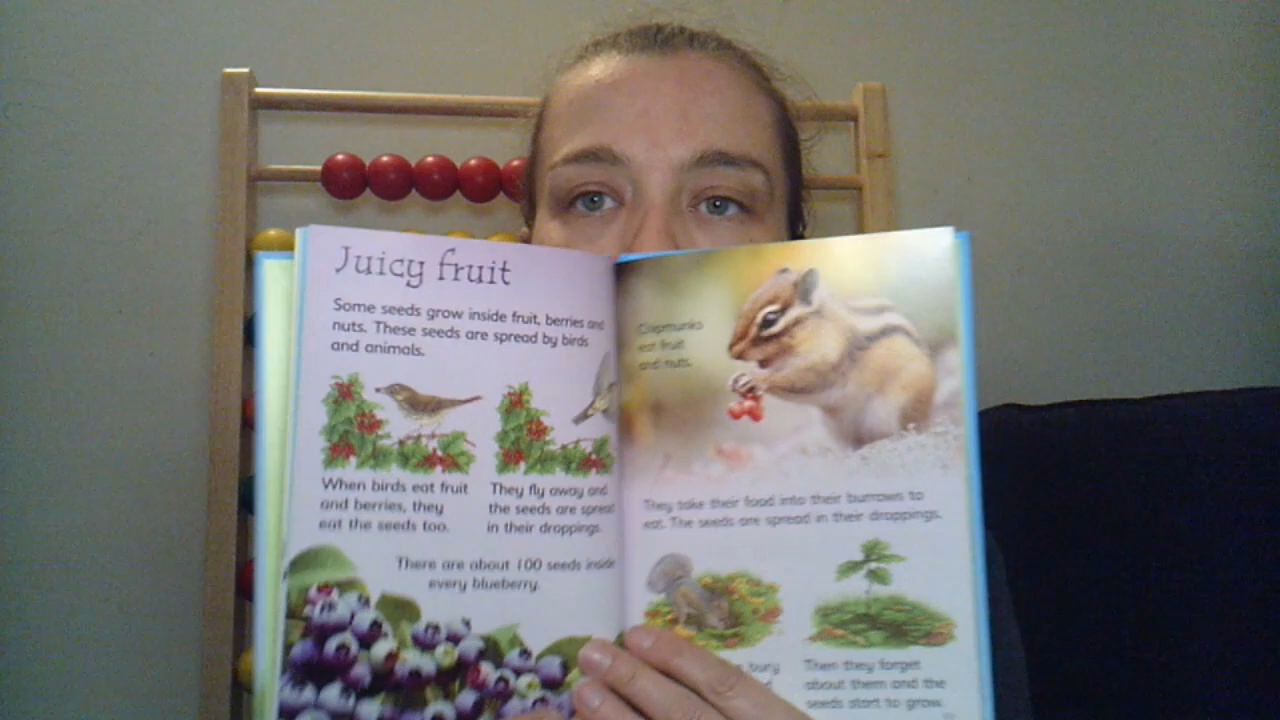 Juicy fruit
Some seeds grow inside fruit, berries and
nuts. These seeds are spread by birds
and animals.
When birds eat fruit
and berries, they
eat the seeds too.
They fly away and
the seeds are spread
in their droppings.
There are about 100 seeds inside
every blueberry.
Chipmunks
eat fruit
and nuts.
They take their food into their burrows to
eat. The seeds are spread in their droppings.
bury
Then they forget
about them and the
seeds start to grow.